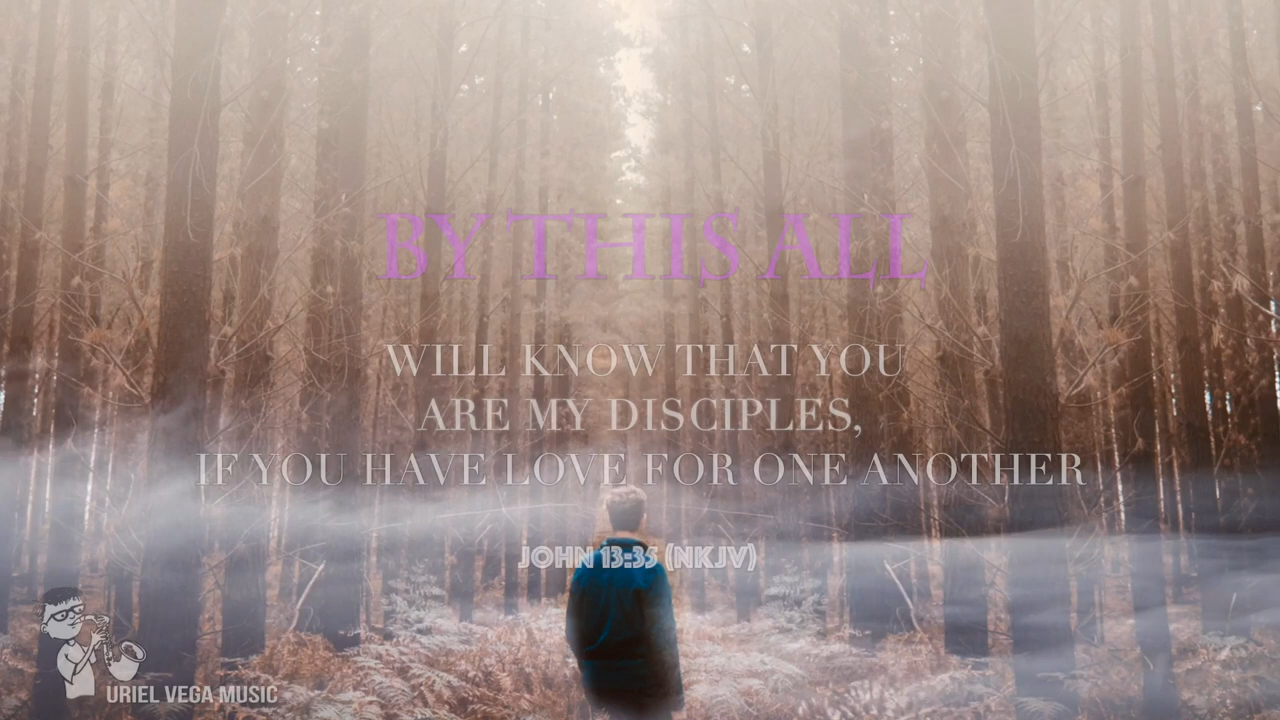 BY THIS ALL
WILL KNOW THAT YOU
ARE MY DISCIPLES,
IF YOU HAVE LOVE FOR ONE ANOTHER
JOHN 13:35 (NKJV)
URIEL VEGA MUSIC